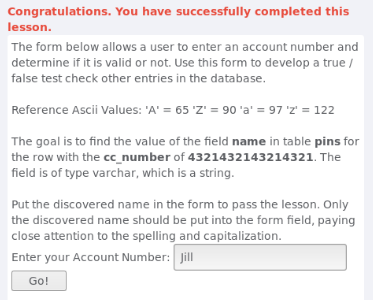 Congratulations. You have successfully completed this
lesson.
The form below allows a user to enter an account number and
determine if it is valid or not. Use this form to develop a true /
false test check other entries in the database.
Reference Ascii Values: 'A' = 65 'Z' = 90 'a' = 97 'z' = 122
The goal is to find the value of the field name in table pins for
the row with the cc_number of 4321432143214321. The
field is of type varchar, which is a string.
Put the discovered name in the form to pass the lesson. Only
the discovered name should be put into the form field, paying
close attention to the spelling and capitalization.
Enter your Account Number: Jill
Go!